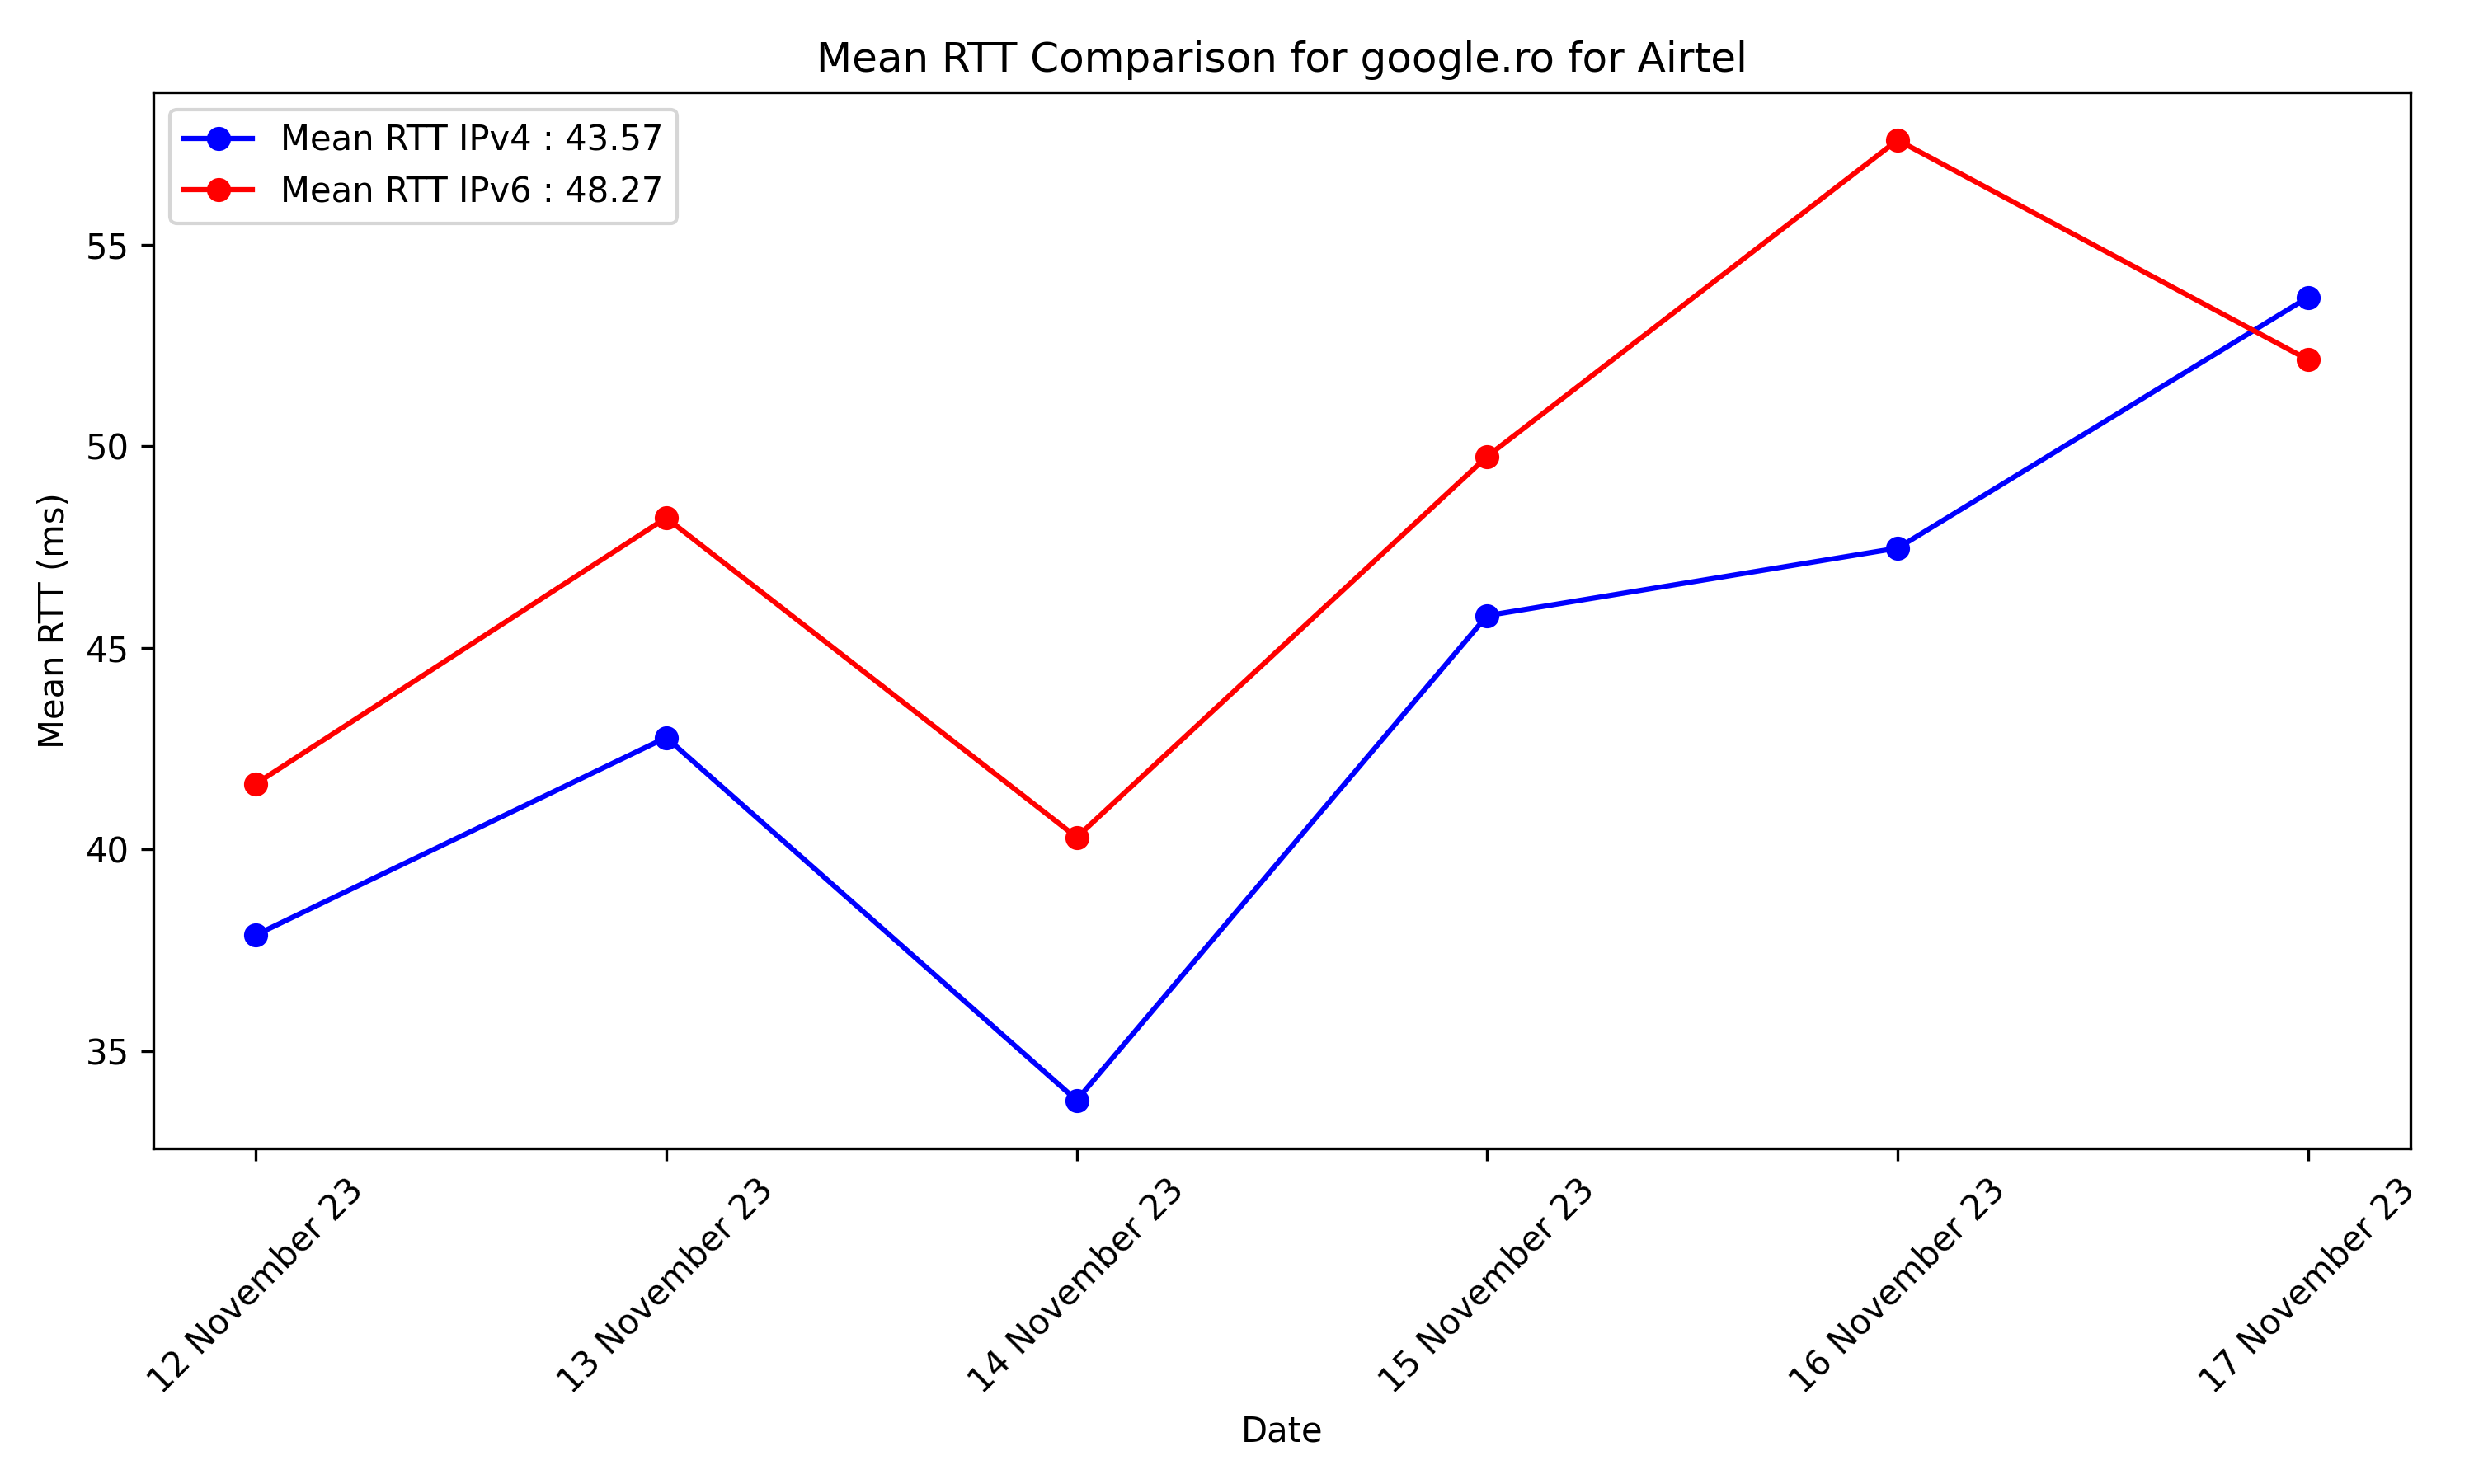 Mean RTT Comparison for google.ro for Airtel
Mean RTT IPv4 : 43.57
Mean RTT IPv6 : 48.27
Mean RTT (ms)
55
50
45
40
35
12 November 23
13 November 23
14 November 23
15 November 23
16 November 23
17 November 23
Date